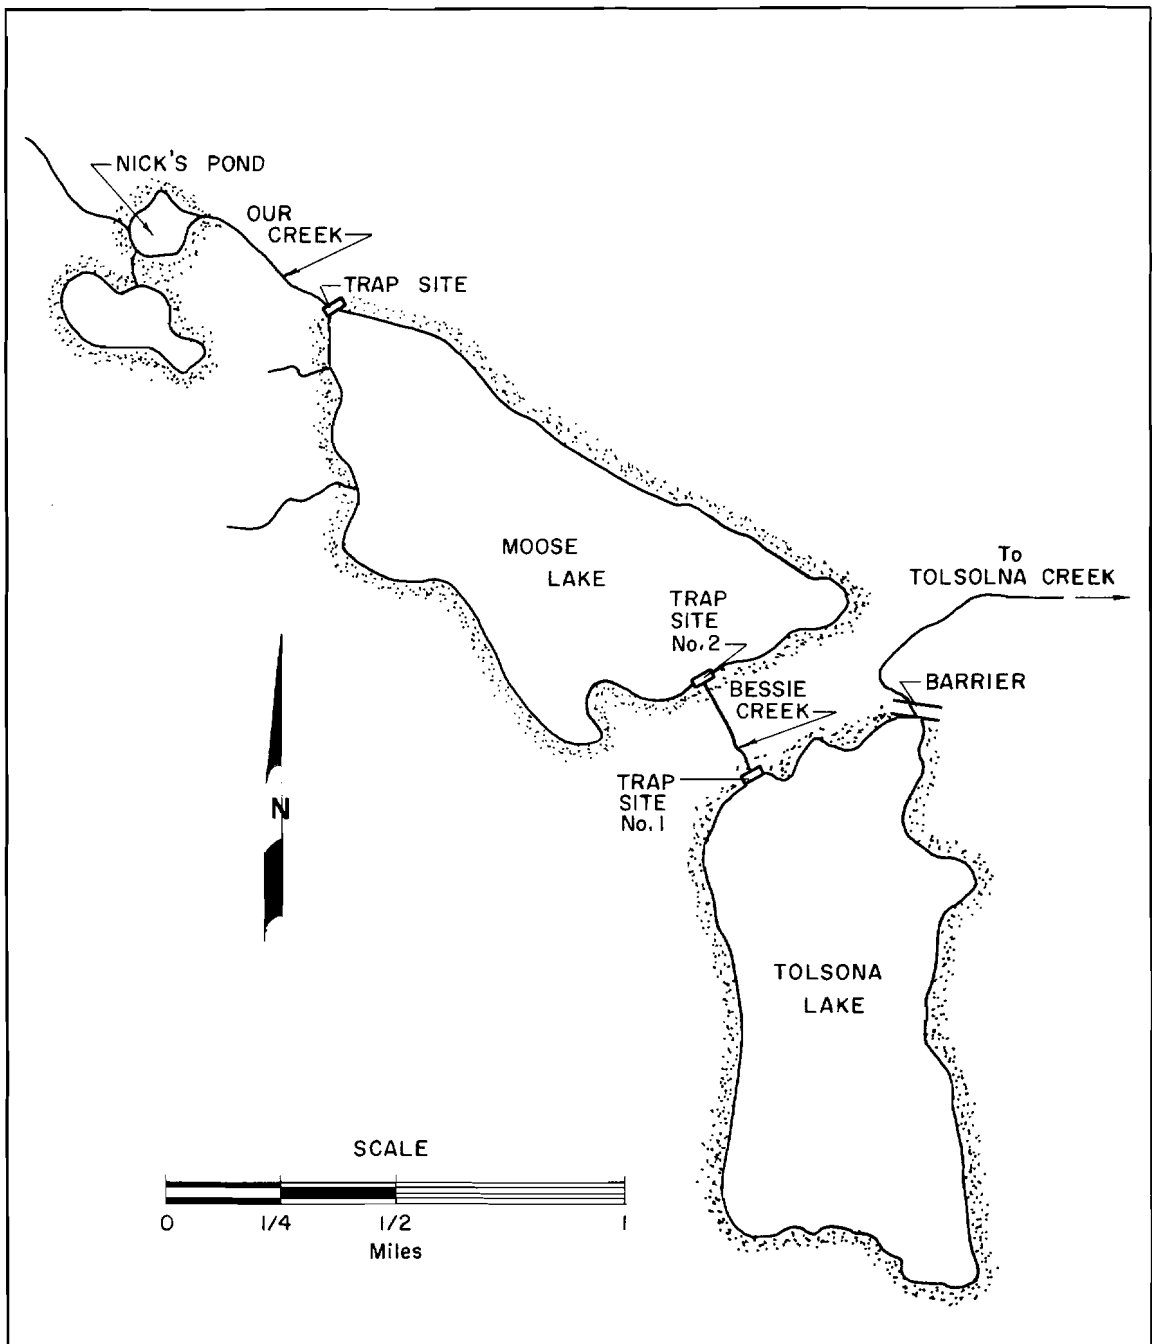 NICK'S POND
OUR
CREEK
TRAP SITE
MOOSE
LAKE
To
TOLSOLNA CREEK
TRAP
SITE
No.2
BARRIER
BESSIE
CREEK
TRAP
SITE
No.1
N
TOLSONA
LAKE
SCALE
0 1/4 1/2 1
Miles